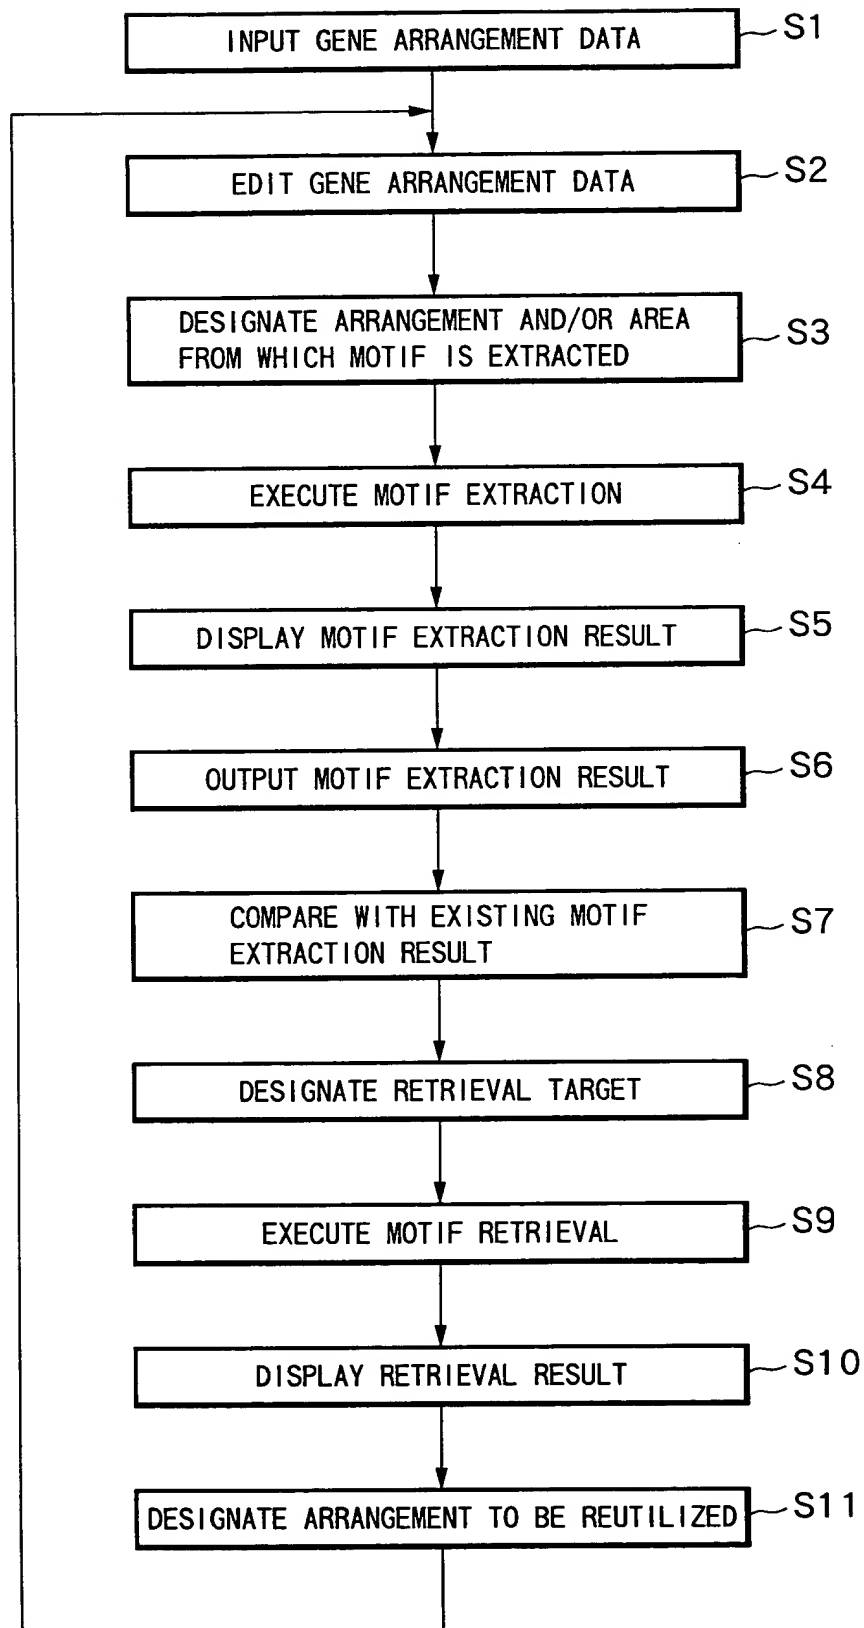 INPUT GENE ARRANGEMENT DATA
S1
EDIT GENE ARRANGEMENT DATA
S2
DESIGNATE ARRANGEMENT AND/OR AREA
FROM WHICH MOTIF IS EXTRACTED
S3
EXECUTE MOTIF EXTRACTION
S4
DISPLAY MOTIF EXTRACTION RESULT
S5
OUTPUT MOTIF EXTRACTION RESULT
S6
COMPARE WITH EXISTING MOTIF
EXTRACTION RESULT
S7
DESIGNATE RETRIEVAL TARGET
S8
EXECUTE MOTIF RETRIEVAL
S9
DISPLAY RETRIEVAL RESULT
S10
DESIGNATE ARRANGEMENT TO BE REUTILIZED
S11